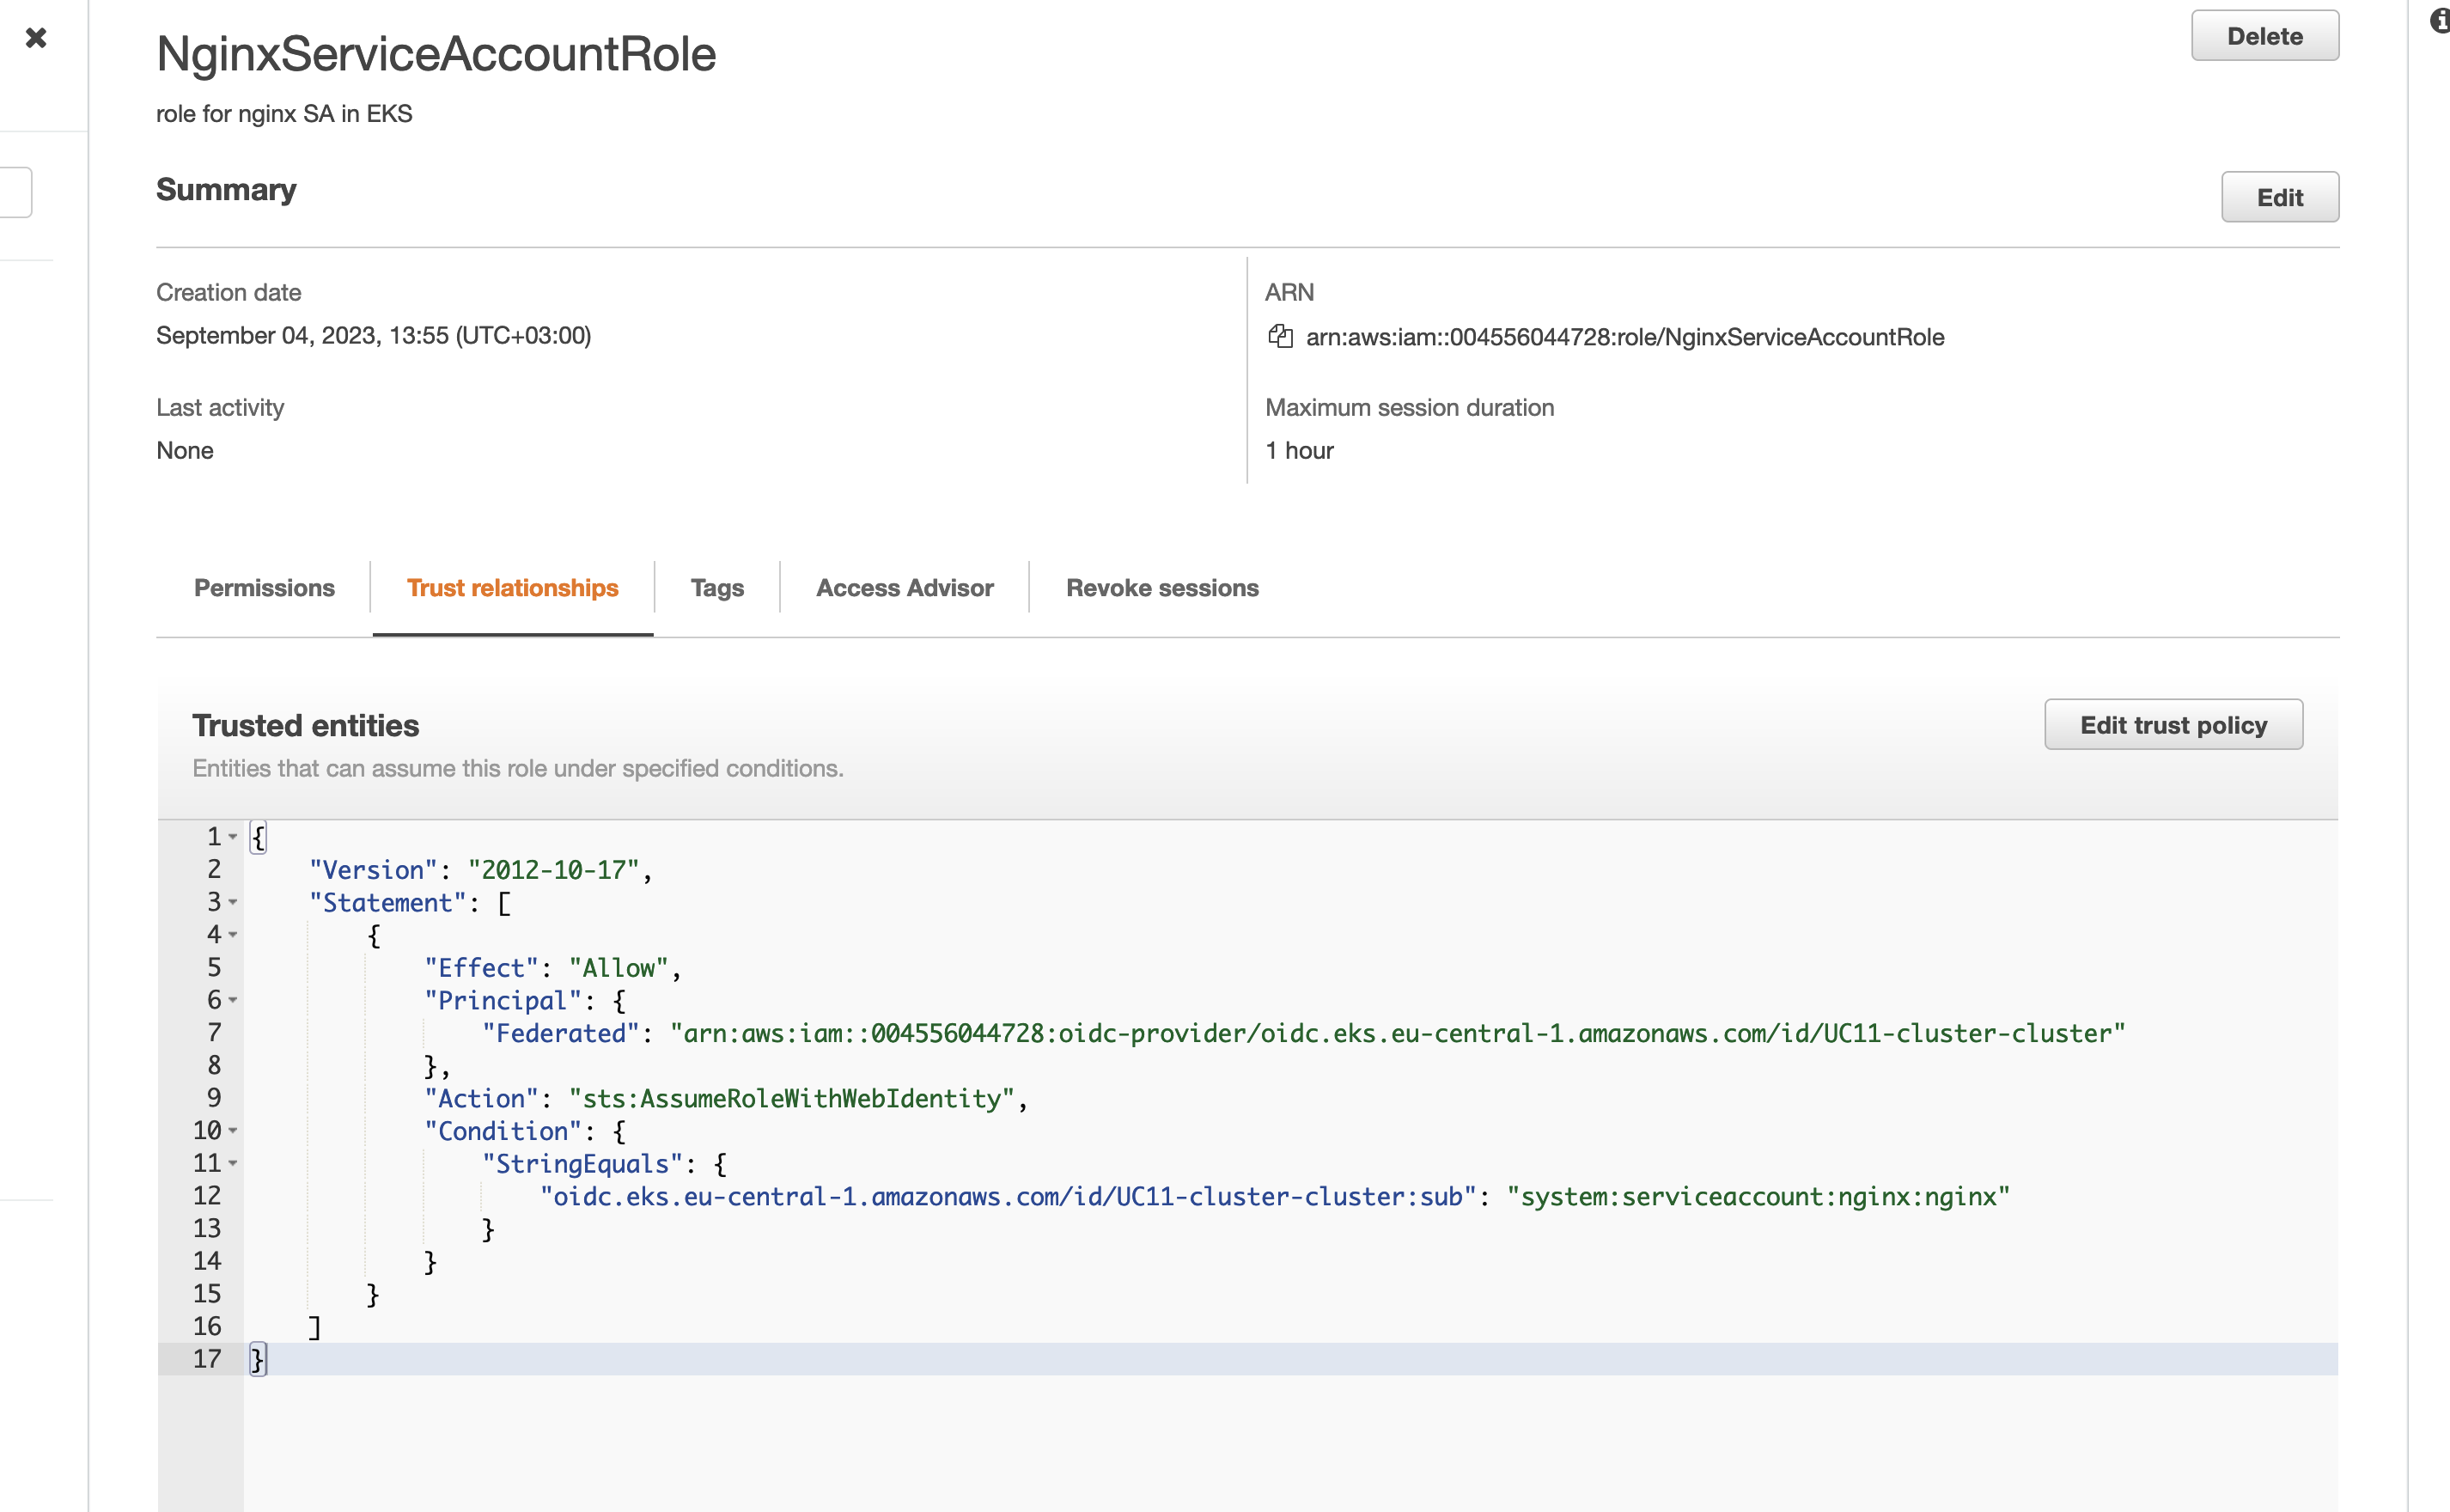 NginxServiceAccountRole
Delete
role for nginx SA in EKS
Summary
Edit
Creation date
September 04, 2023, 13:55 (UTC+03:00)
ARN
arn:aws:iam::004556044728:role/NginxServiceAccountRole
Last activity
None
Maximum session duration
1 hour
Permissions
Trust relationships
Tags
Access Advisor
Revoke sessions
Trusted entities
Edit trust policy
Entities that can assume this role under specified conditions.
1 {
2 "Version": "2012-10-17",
3 "Statement": [
4 {
5 "Effect": "Allow",
6 "Principal": {
7 "Federated": "arn:aws:iam::004556044728:oidc-provider/oidc.eks.eu-central-1.amazonaws.com/id/UC11-cluster-cluster"
8 },
9 "Action": "sts:AssumeRoleWithWebIdentity",
10 "Condition": {
11 "StringEquals": {
12 "oidc.eks.eu-central-1.amazonaws.com/id/UC11-cluster-cluster:sub": "system:serviceaccount:nginx:nginx"
13 }
14 }
15 }
16 ]
17 }